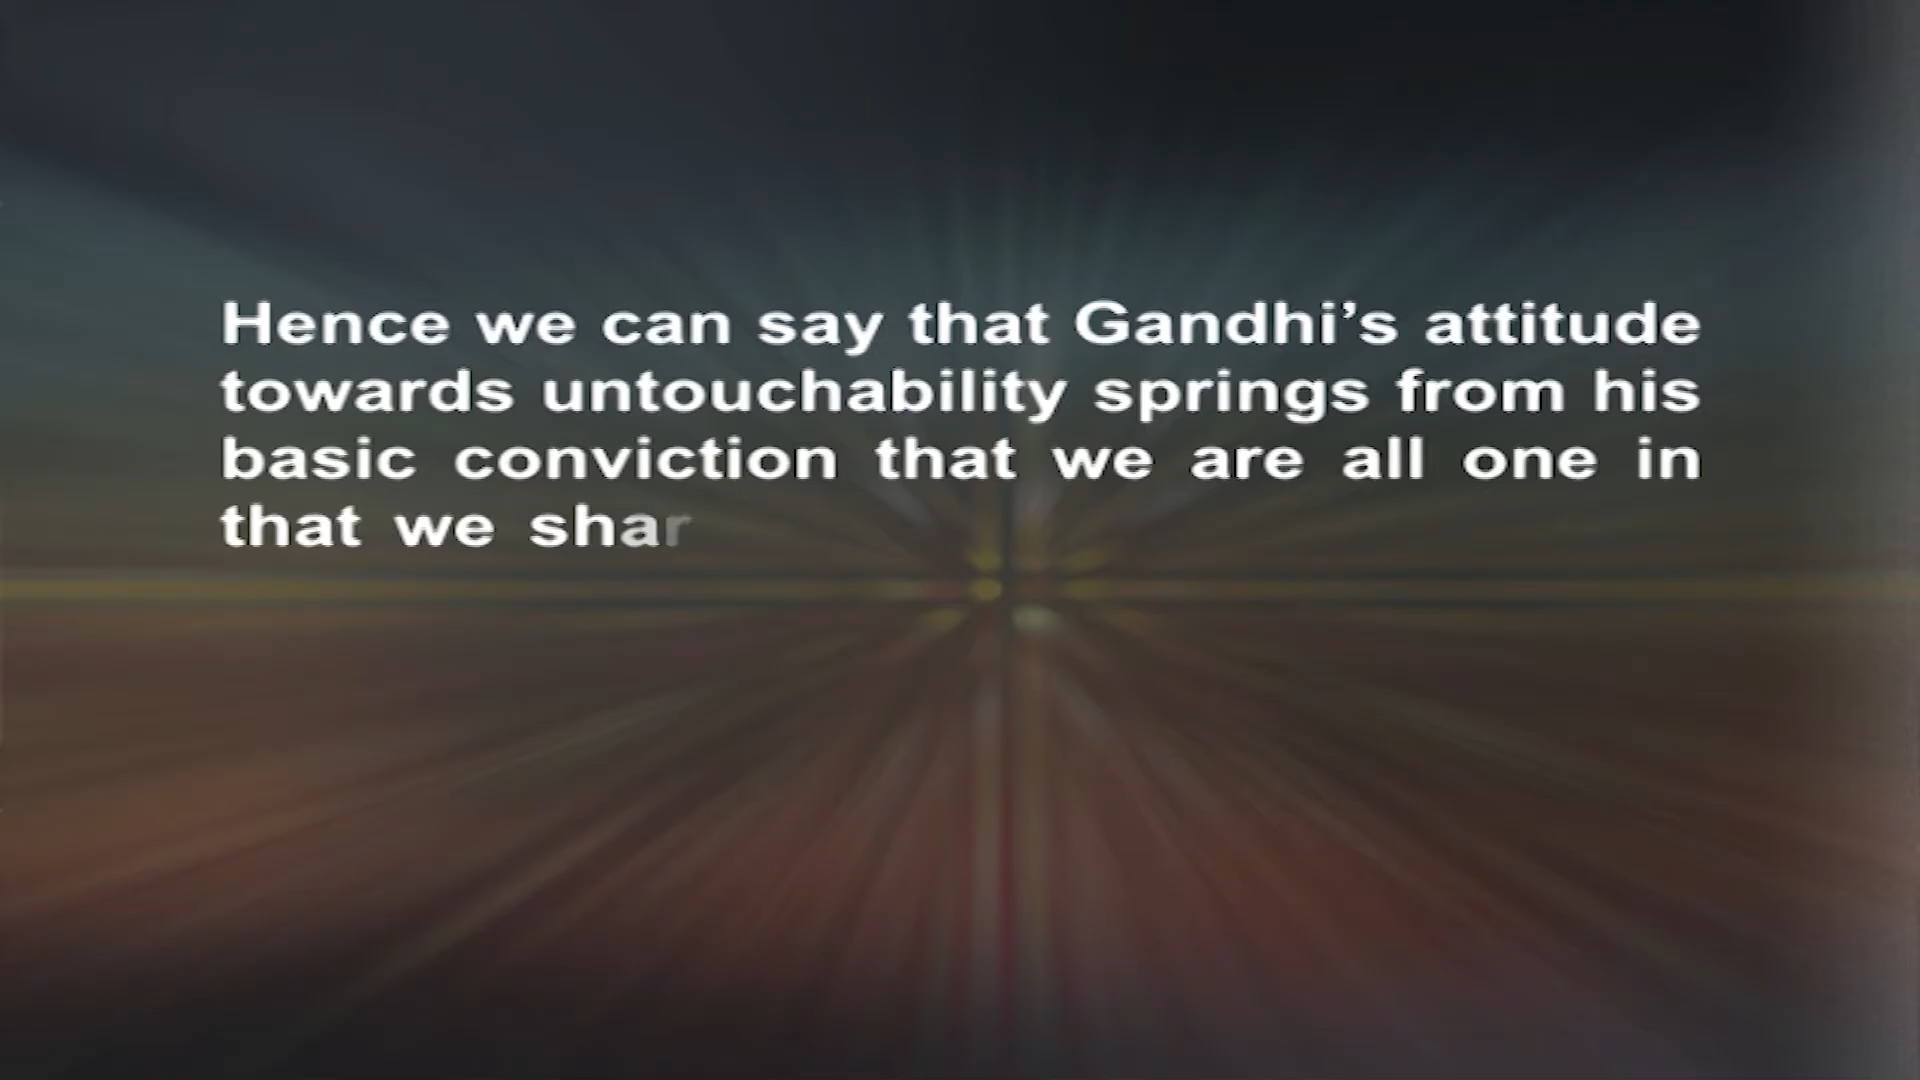 Hence we can say that Gandhi’s attitude
towards untouchability springs from his
basic conviction that we are all one in
that we shar